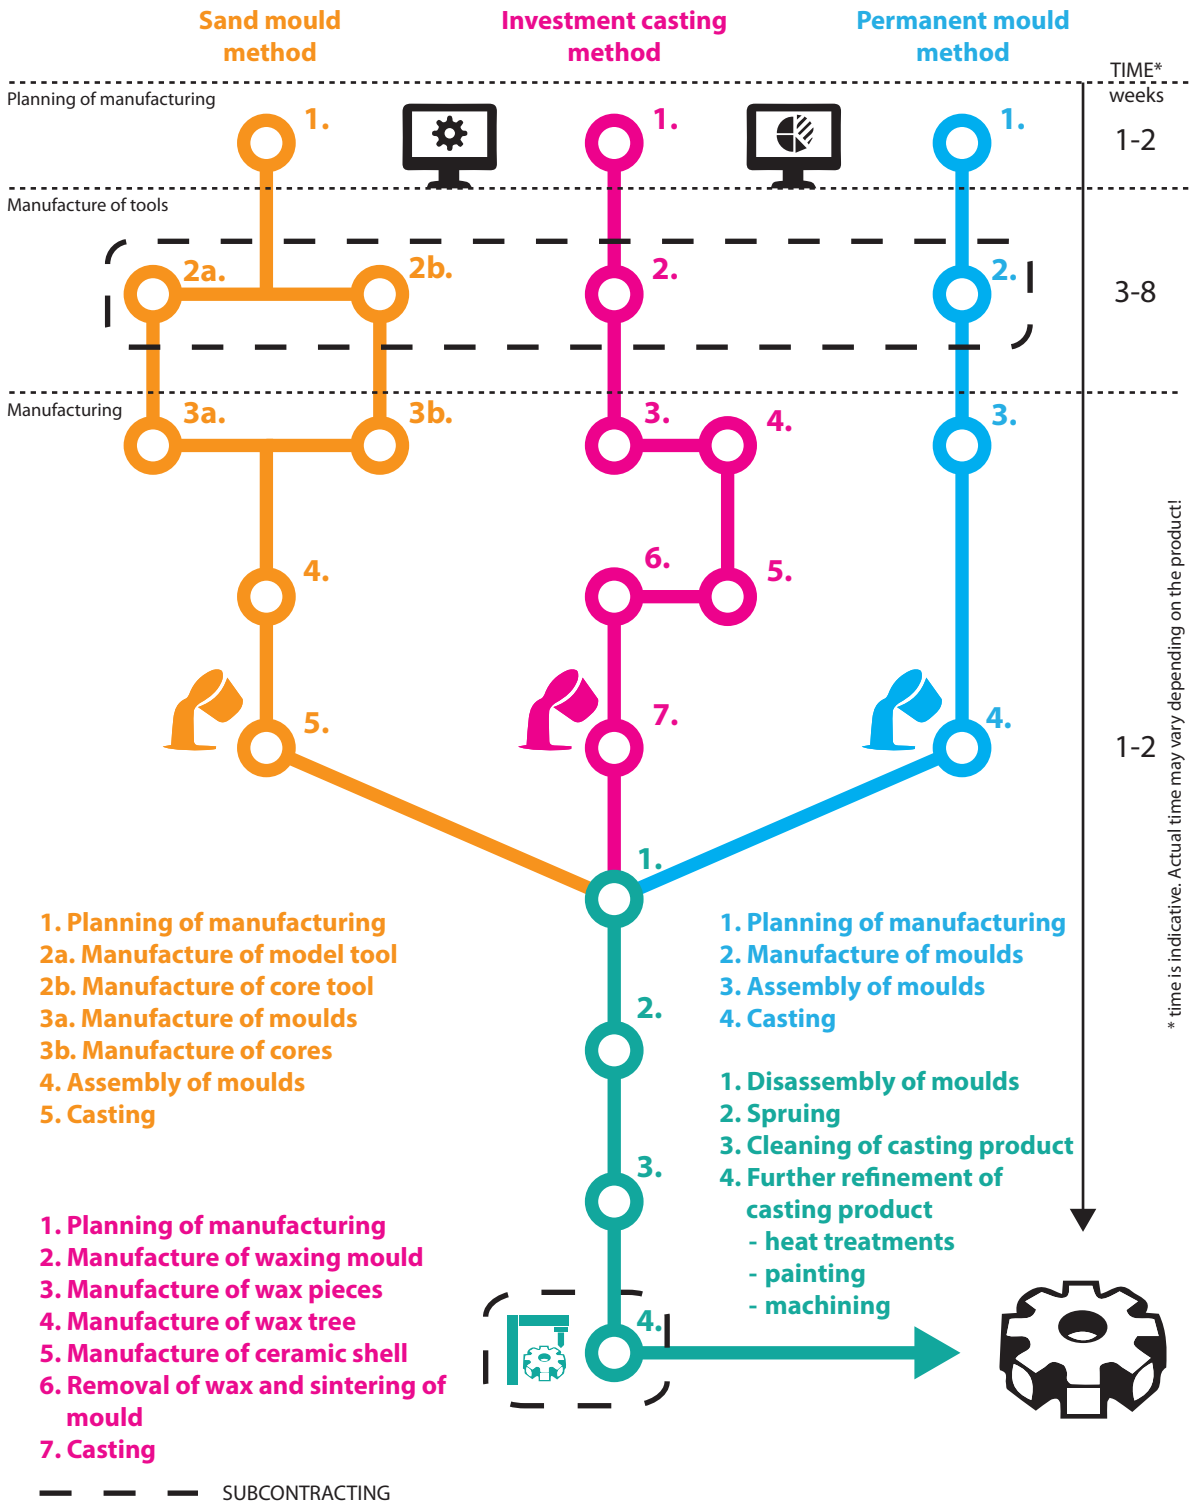 Sand mould
method
Investment casting
method
Permanent mould
method
TIME*
weeks
Planning of manufacturing
1.
1.
1.
1-2
Manufacture of tools
2a.
2b.
2.
2.
3-8
Manufacturing
3a.
3b.
3.
4.
3.
4.
6.
5.
5.
7.
4.
1-2
* time is indicative. Actual time may vary depending on the product!
1.
2.
3.
4.
1. Planning of manufacturing
2a. Manufacture of model tool
2b. Manufacture of core tool
3a. Manufacture of moulds
3b. Manufacture of cores
4. Assembly of moulds
5. Casting
1. Planning of manufacturing
2. Manufacture of moulds
3. Assembly of moulds
4. Casting
1. Disassembly of moulds
2. Spruing
3. Cleaning of casting product
4. Further refinement of
casting product
- heat treatments
- painting
- machining
1. Planning of manufacturing
2. Manufacture of waxing mould
3. Manufacture of wax pieces
4. Manufacture of wax tree
5. Manufacture of ceramic shell
6. Removal of wax and sintering of
mould
7. Casting
SUBCONTRACTING